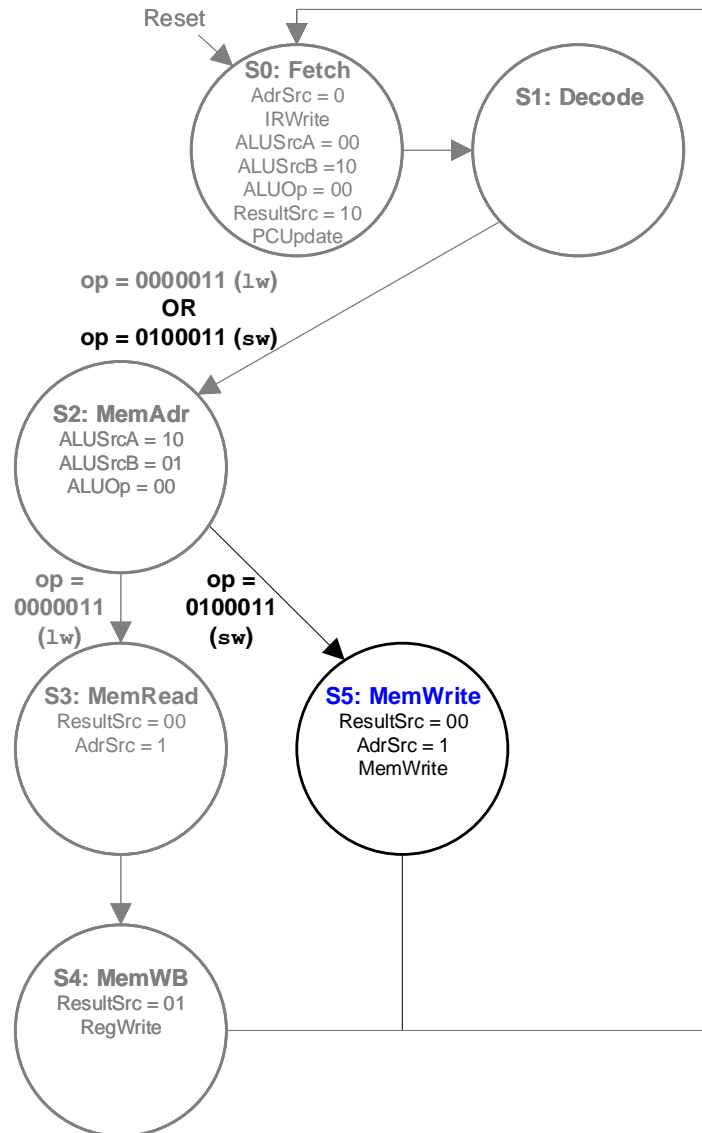 Reset
S0: Fetch
AdrSrc = 0
IRWrite
ALUSrcA = 00
ALUSrcB =10
ALUOp = 00
ResultSrc = 10
PCUpdate
S1: Decode
op = 0000011 (lw)
OR
op = 0100011 (sw)
S2: MemAdr
ALUSrcA = 10
ALUSrcB = 01
ALUOp = 00
op =
0000011
(lw)
op =
0100011
(sw)
S3: MemRead
ResultSrc = 00
AdrSrc = 1
S5: MemWrite
ResultSrc = 00
AdrSrc = 1
MemWrite
S4: MemWB
ResultSrc = 01
RegWrite